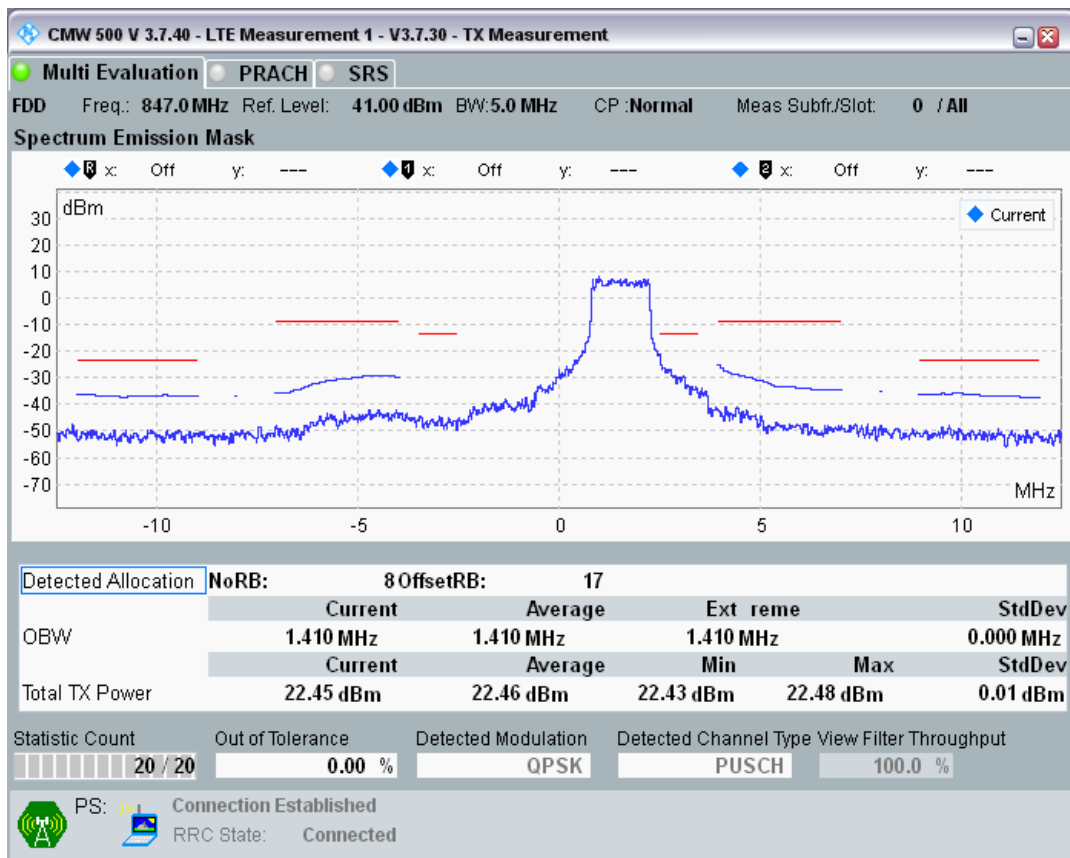 CMW 500 V 3.7.40 - LTE Measurement 1 - V3.7.30 - TX Measurement
Multi Evaluation PRACH SRS
FDD Freq.: 847.0 MHz Ref. Level: 41.00 dBm BW:5.0 MHz CP :Normal Meas Subfr./Slot: 0 / All
Spectrum Emission Mask
R x: Off y: --- 1 x: Off y: --- 2 x: Off y: ---
dBm
Current
30
20
10
0
-10
-20
-30
-40
-50
-60
-70
MHz
-10 -5 0 5 10
Detected Allocation NoRB: 8 OffsetRB: 17
Current Average Ext reme StdDev
OBW 1.410 MHz 1.410 MHz 1.410 MHz 0.000 MHz
Current Average Min Max StdDev
Total TX Power 22.45 dBm 22.46 dBm 22.43 dBm 22.48 dBm 0.01 dBm
Statistic Count Out of Tolerance Detected Modulation Detected Channel Type View Filter Throughput
20 / 20 0.00 % QPSK PUSCH 100.0 %
PS: Connection Established
RRC State: Connected